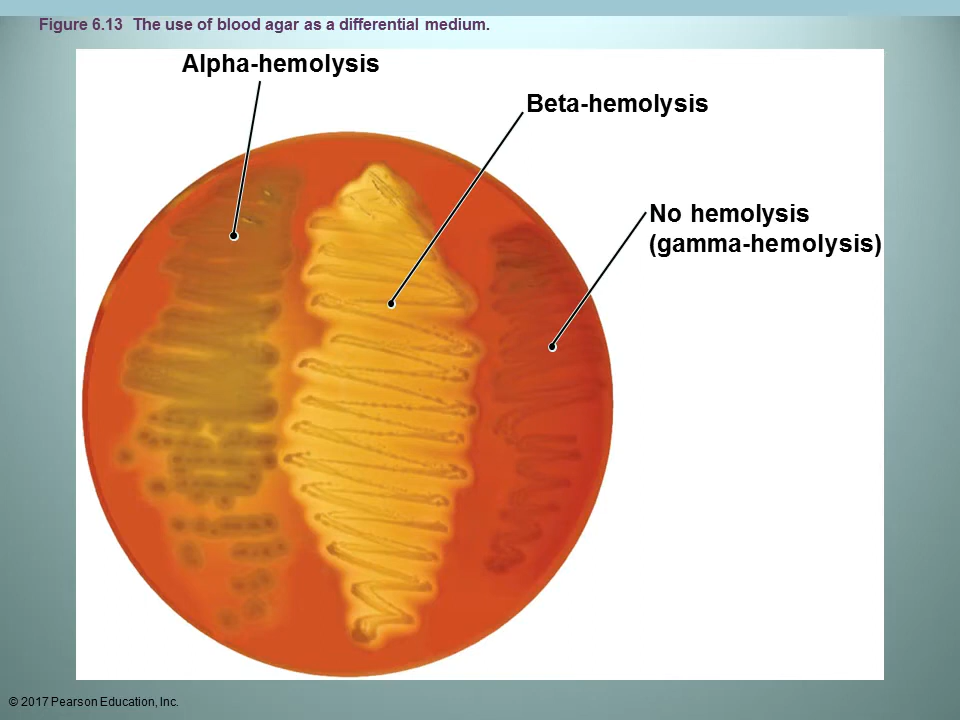 Figure 6.13  The use of blood agar as a differential medium.
Alpha-hemolysis
Beta-hemolysis
No hemolysis
(gamma-hemolysis)
© 2017 Pearson Education, Inc.